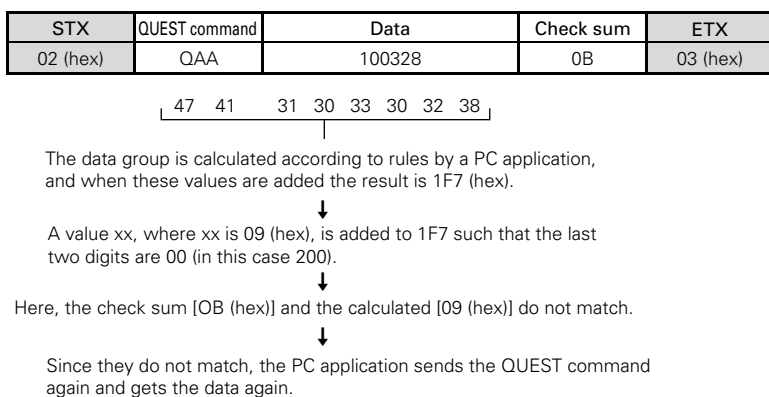 STX QUEST command Data Check sum ETX
02 (hex) QAA 100328 0B 03 (hex)
47 41 31 30 33 30 32 38
The data group is calculated according to rules by a PC application,
and when these values are added the result is 1F7 (hex).
A value xx, where xx is 09 (hex), is added to 1F7 such that the last
two digits are 00 (in this case 200).
Here, the check sum [OB (hex)] and the calculated [09 (hex)] do not match.
Since they do not match, the PC application sends the QUEST command
again and gets the data again.